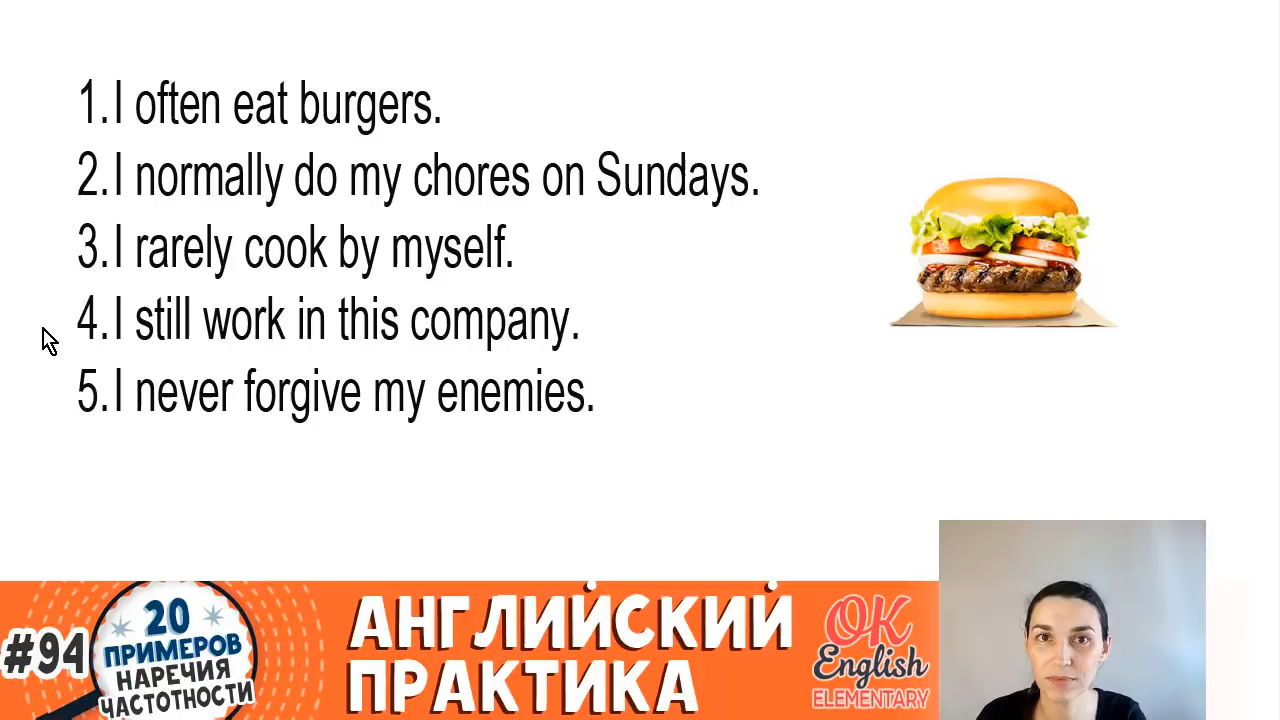 1. I often eat burgers.
2. I normally do my chores on Sundays.
3. I rarely cook by myself.
4. I still work in this company.
5. I never forgive my enemies.
#94
20
ПРИМЕРОВ
НАРЕЧИЯ
ЧАСТОТНОСТИ
АНГЛИЙСКИЙ
ПРАКТИКА
OK
English
ELEMENTARY